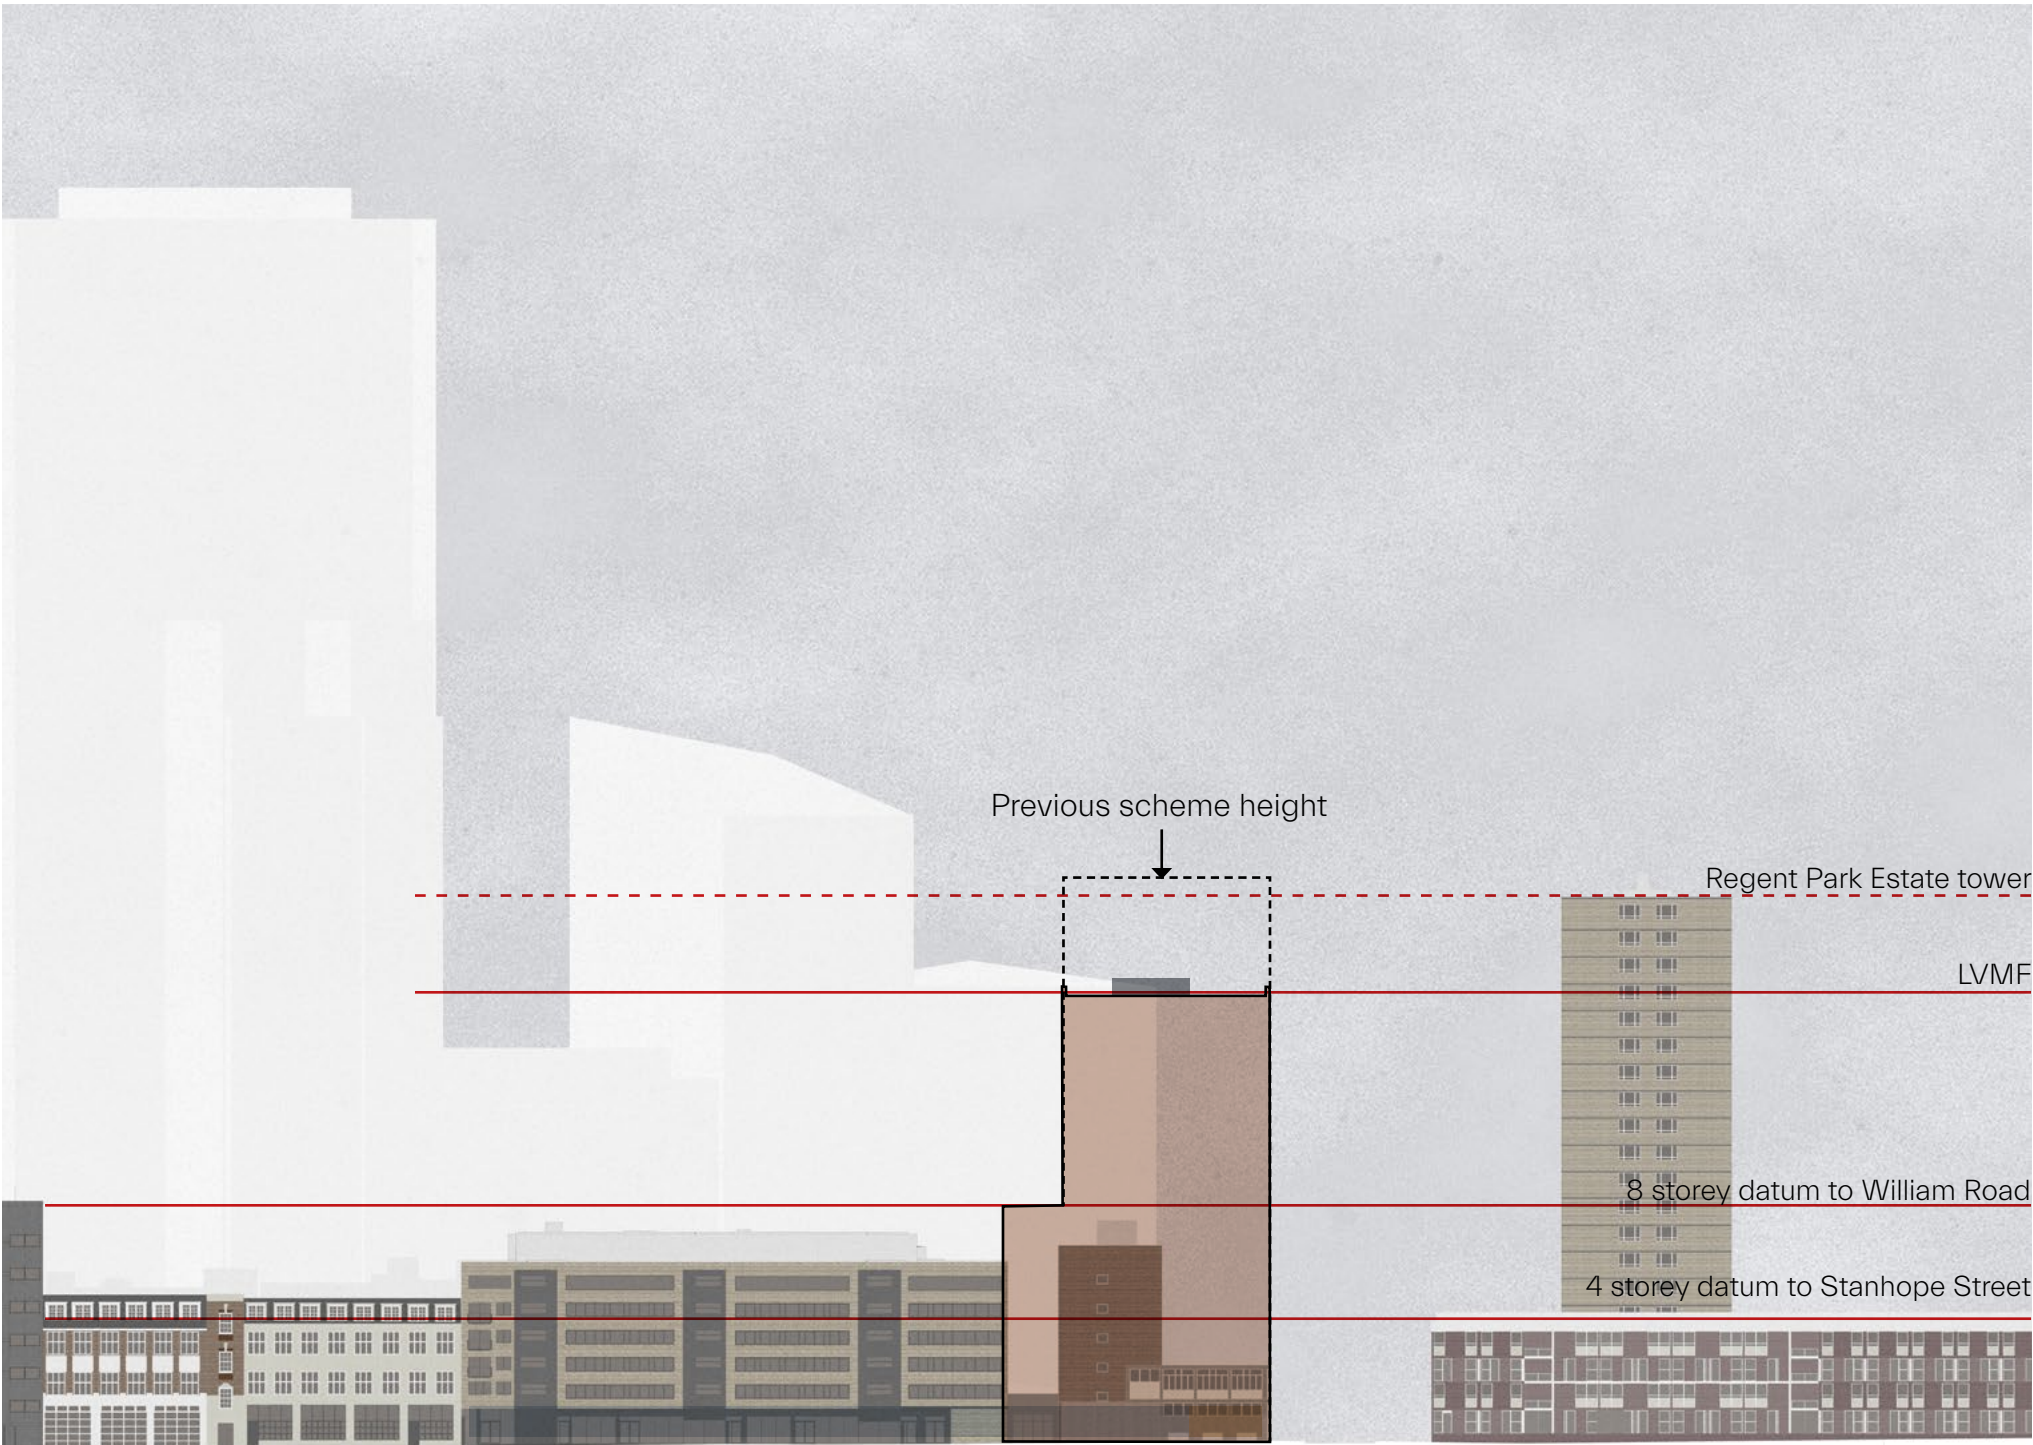 Previous scheme height
Regent Park Estate tower
LVMF
8 storey datum to William Road
4 storey datum to Stanhope Street